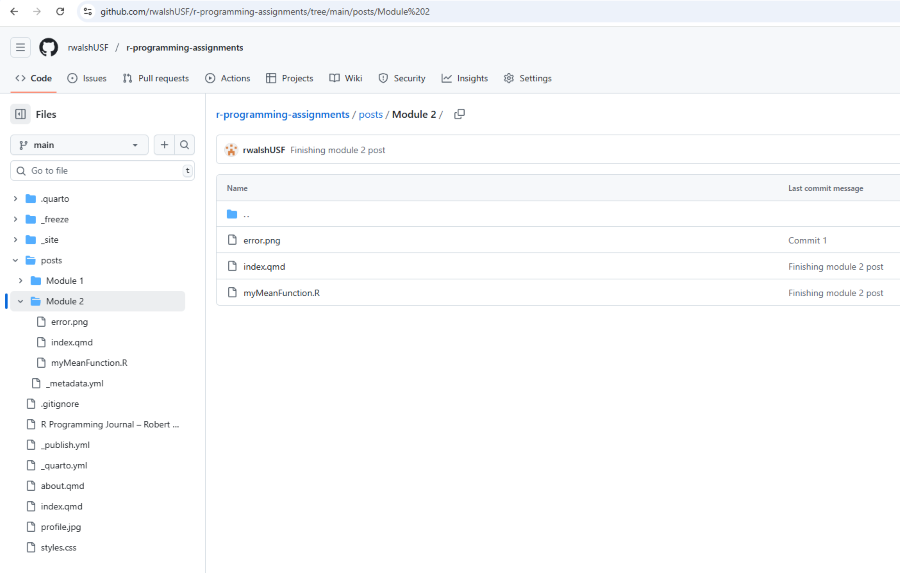 github.com/rwalshUSF/r-programming-assignments/tree/main/posts/Module%202
rwalshUSF / r-programming-assignments
Code Issues Pull requests Actions Projects Wiki Security Insights Settings
Files
main
Go to file t
.quarto
_freeze
_site
posts
Module 1
Module 2
error.png
index.qmd
myMeanFunction.R
_metadata.yml
.gitignore
R Programming Journal – Robert ...
_publish.yml
_quarto.yml
about.qmd
index.qmd
profile.jpg
styles.css
r-programming-assignments / posts / Module 2 /
rwalshUSF Finishing module 2 post
Name Last commit message
..
error.png Commit 1
index.qmd Finishing module 2 post
myMeanFunction.R Finishing module 2 post